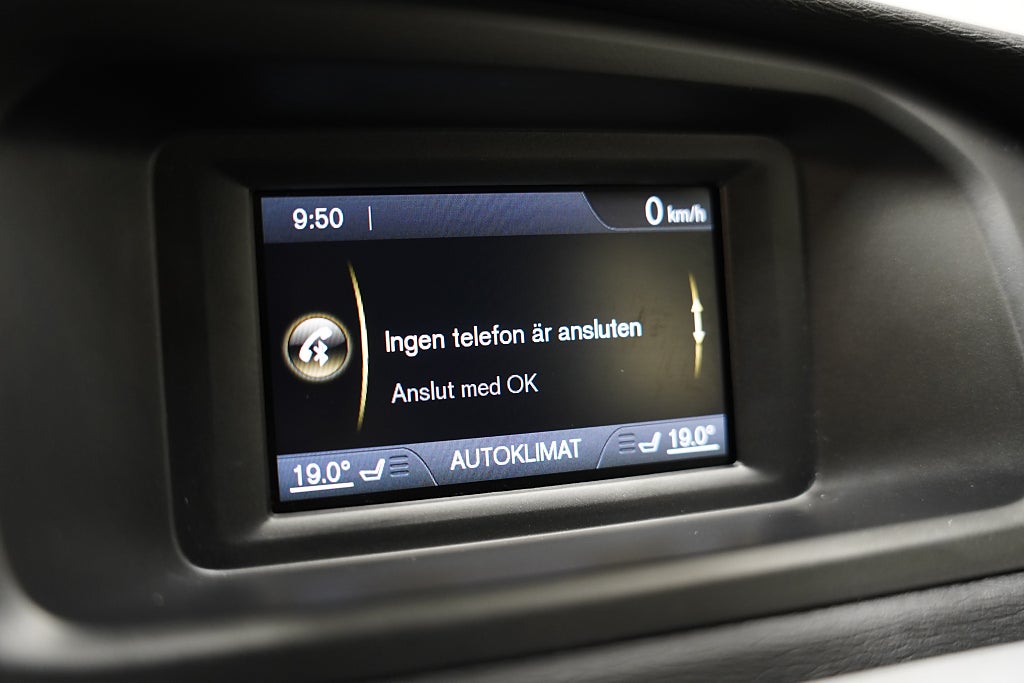 9:50
0 km/h
Ingen telefon är ansluten
Anslut med OK
19.0° AUTOKLIMAT 19.0°